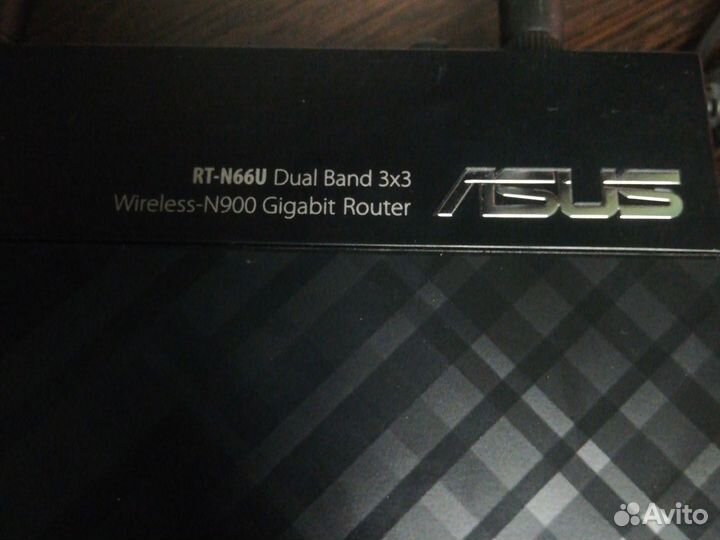 RT-N66U Dual Band 3x3
Wireless-N900 Gigabit Router
ASUS
Avito